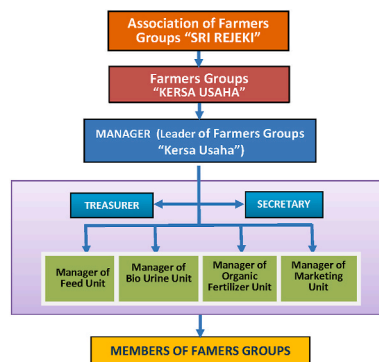 Association of Farmers
Groups “SRI REJEKI”
Farmers Groups
“KERSA USAHA”
MANAGER (Leader of Farmers Groups
“Kersa Usaha”)
TREASURER
SECRETARY
Manager of
Feed Unit
Manager of
Bio Urine Unit
Manager of
Organic
Fertilizer Unit
Manager of
Marketing
Unit
MEMBERS OF FAMERS GROUPS